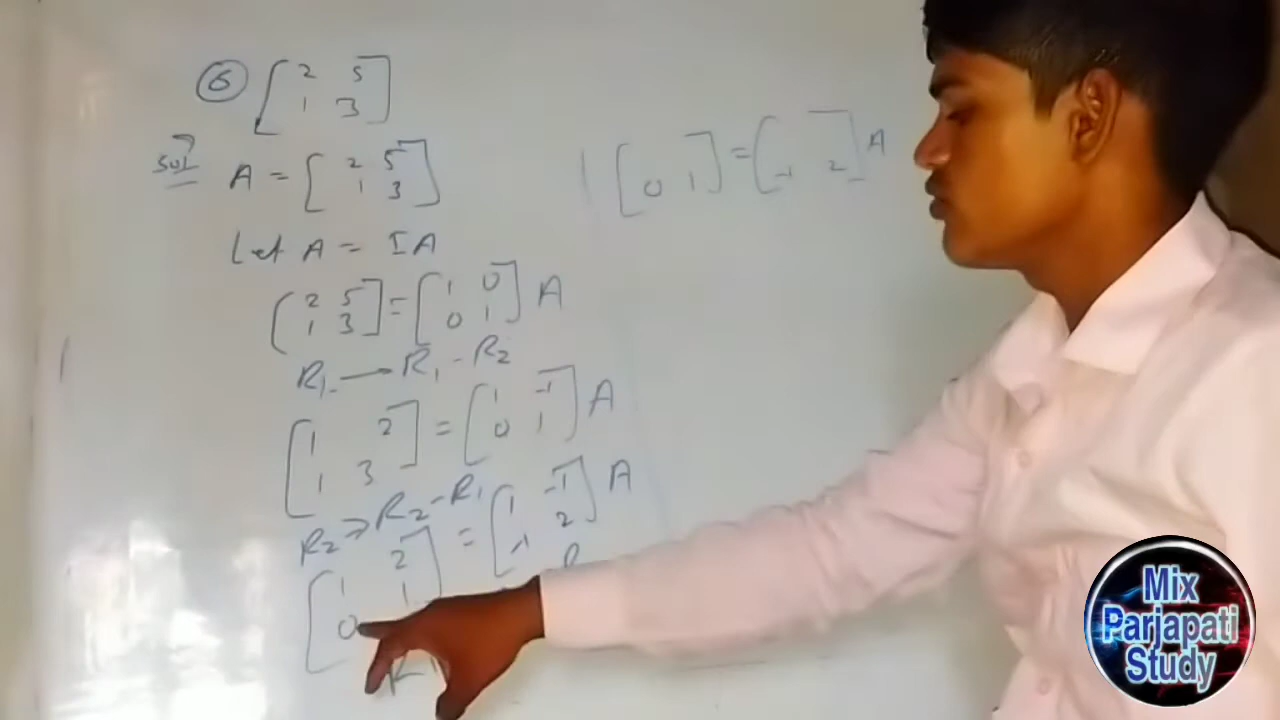 6 [2 5
1 3]
Sol
A = [2 5
1 3]
Let A = IA
[2 5
1 3] = [1 0
0 1] A
R1 → R1 - R2
[1 2
1 3] = [1 -1
0 1] A
R2 → R2 - R1
[1 2
0 1] = [1 -1
-1 2] A
R
[0 1] = [-1 2] A
Mix
Parjapati
Study